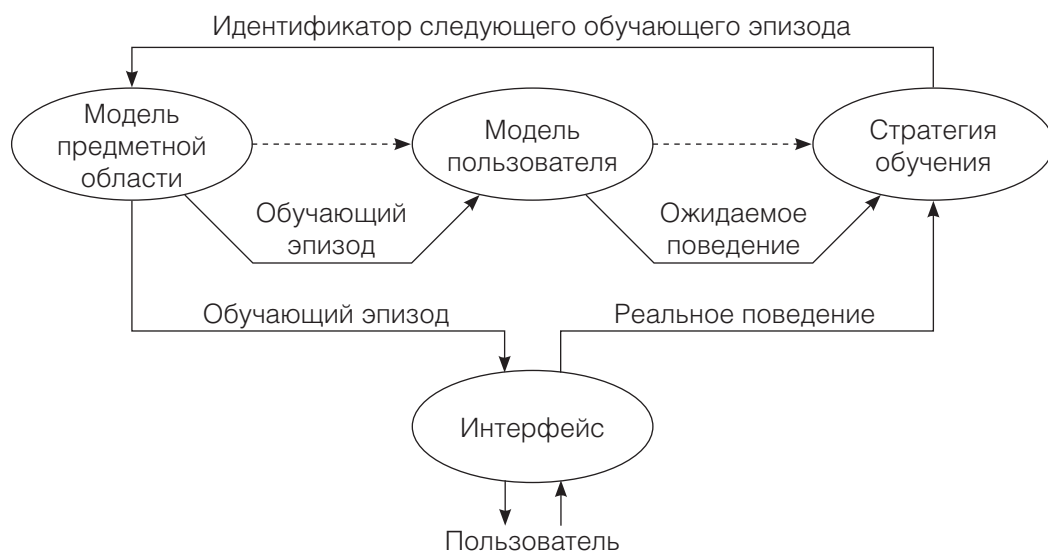 Идентификатор следующего обучающего эпизода
Модель
предметной
области
Модель
пользователя
Стратегия
обучения
Обучающий
эпизод
Ожидаемое
поведение
Обучающий эпизод
Реальное поведение
Интерфейс
Пользователь